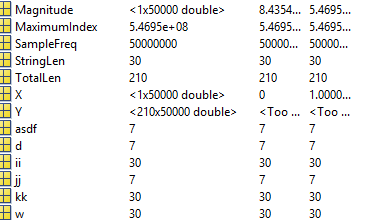 Magnitude <1x50000 double> 8.4354... 5.4695...
MaximumIndex 5.4695e+08 5.4695... 5.4695...
SampleFreq 50000000 50000... 50000...
StringLen 30 30 30
TotalLen 210 210 210
X <1x50000 double> 0 1.0000...
Y <210x50000 double> <Too ... <Too ...
asdf 7 7 7
d 7 7 7
ii 30 30 30
jj 7 7 7
kk 30 30 30
w 30 30 30